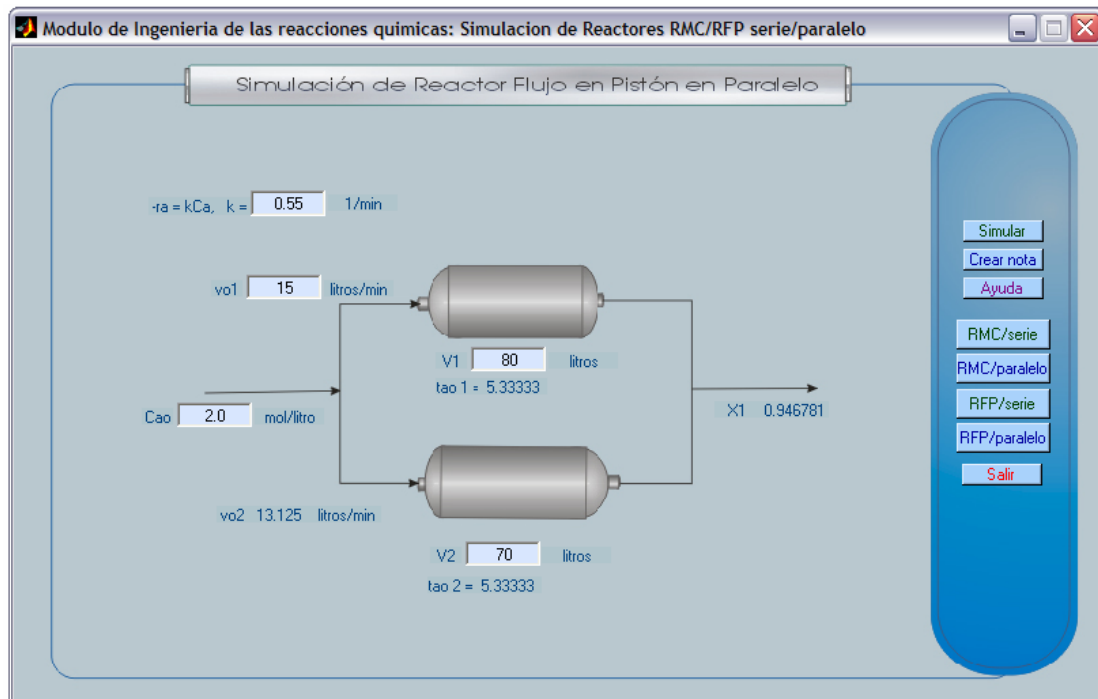 Modulo de Ingenieria de las reacciones quimicas: Simulacion de Reactores RMC/RFP serie/paralelo
Simulación de Reactor Flujo en Pistón en Paralelo
-ra = kCa, k = 0.55 1/min
vo1 15 litros/min
V1 80 litros
tao 1 = 5.33333
Cao 2.0 mol/litro
X1 0.946781
vo2 13.125 litros/min
V2 70 litros
tao 2 = 5.33333
Simular
Crear nota
Ayuda
RMC/serie
RMC/paralelo
RFP/serie
RFP/paralelo
Salir